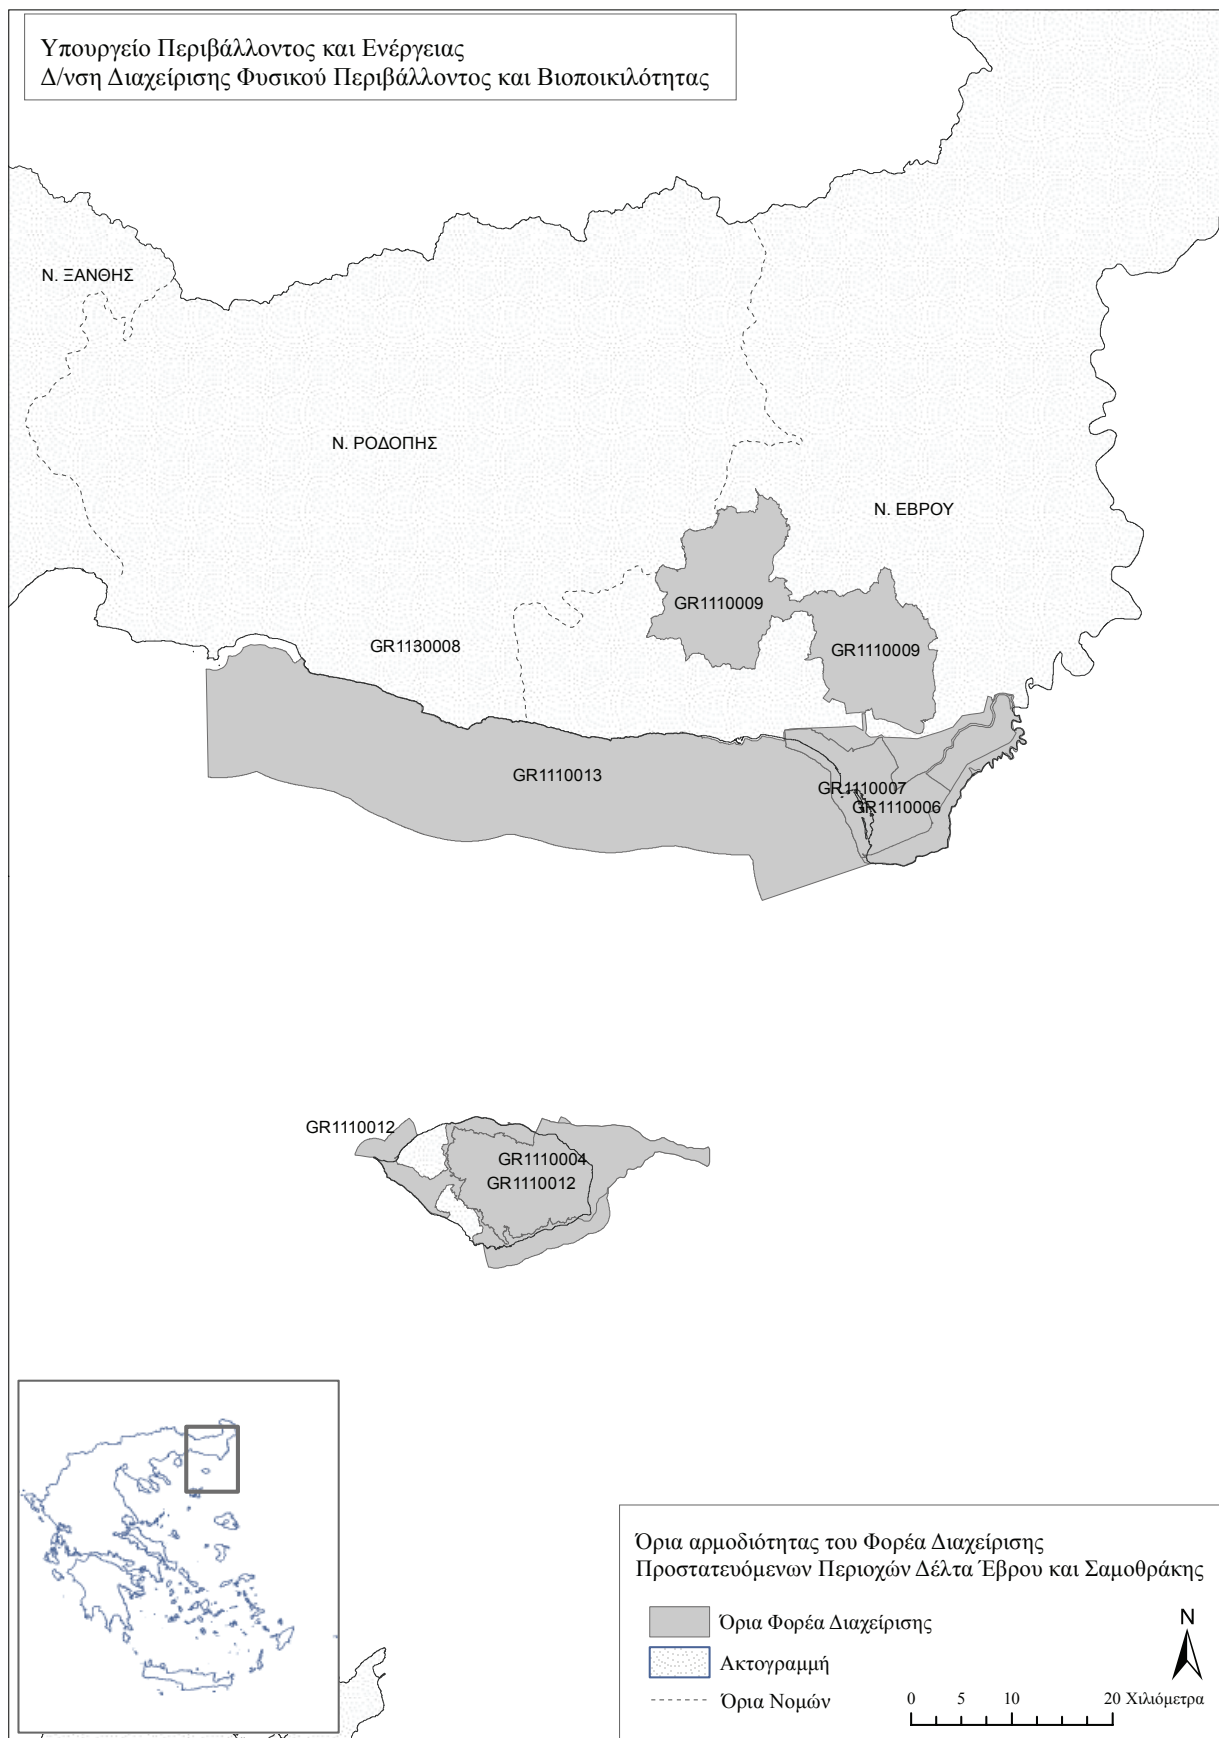 Υπουργείο Περιβάλλοντος και Ενέργειας
Δ/νση Διαχείρισης Φυσικού Περιβάλλοντος και Βιοποικιλότητας
Ν. ΞΑΝΘΗΣ
Ν. ΡΟΔΟΠΗΣ
Ν. ΕΒΡΟΥ
GR1110009
GR1130008
GR1110009
GR1110013
GR1110007
GR1110006
GR1110012
GR1110004
GR1110012
Όρια αρμοδιότητας του Φορέα Διαχείρισης
Προστατευόμενων Περιοχών Δέλτα Έβρου και Σαμοθράκης
Όρια Φορέα Διαχείρισης
N
Ακτογραμμή
Όρια Νομών
0 5 10 20 Χιλιόμετρα